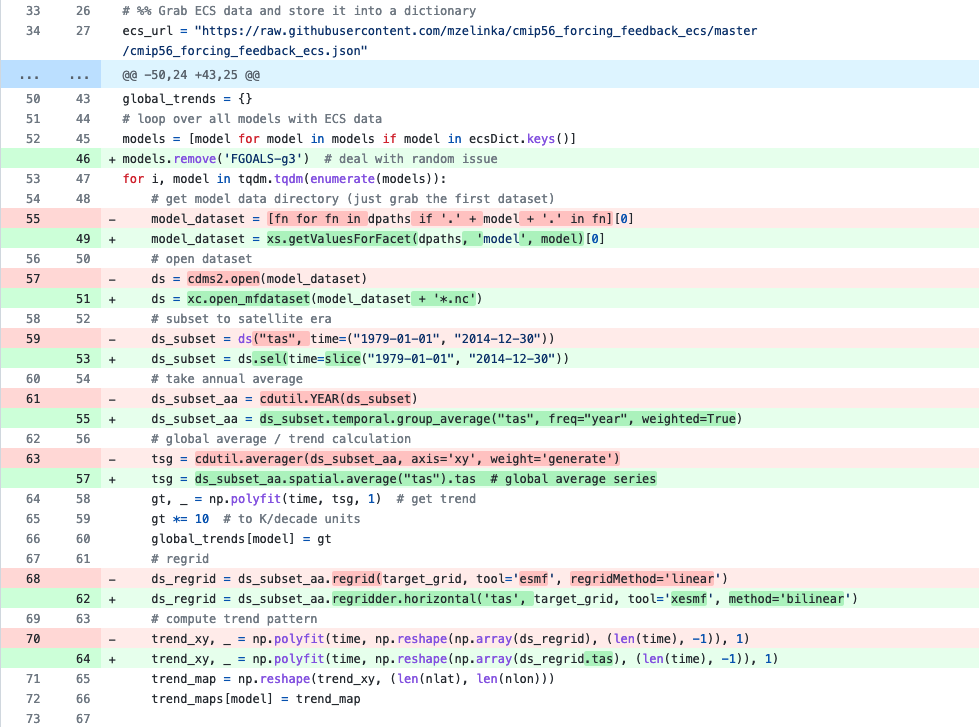 33 26 # %% Grab ECS data and store it into a dictionary
34 27 ecs_url = "https://raw.githubusercontent.com/mzelinka/cmip56_forcing_feedback_ecs/master
/cmip56_forcing_feedback_ecs.json"
... ... @@ -50,24 +43,25 @@
50 43 global_trends = {}
51 44 # loop over all models with ECS data
52 45 models = [model for model in models if model in ecsDict.keys()]
46 + models.remove('FGOALS-g3')  # deal with random issue
53 47 for i, model in tqdm.tqdm(enumerate(models)):
54 48     # get model data directory (just grab the first dataset)
55 -     model_dataset = [fn for fn in dpaths if '.' + model + '.' in fn][0]
49 +     model_dataset = xs.getValuesForFacet(dpaths, 'model', model)[0]
56 50     # open dataset
57 -     ds = cdms2.open(model_dataset)
51 +     ds = xc.open_mfdataset(model_dataset + '*.nc')
58 52     # subset to satellite era
59 -     ds_subset = ds("tas", time=("1979-01-01", "2014-12-30"))
53 +     ds_subset = ds.sel(time=slice("1979-01-01", "2014-12-30"))
60 54     # take annual average
61 -     ds_subset_aa = cdutil.YEAR(ds_subset)
55 +     ds_subset_aa = ds_subset.temporal.group_average("tas", freq="year", weighted=True)
62 56     # global average / trend calculation
63 -     tsg = cdutil.averager(ds_subset_aa, axis='xy', weight='generate')
57 +     tsg = ds_subset_aa.spatial.average("tas").tas  # global average series
64 58     gt, _ = np.polyfit(time, tsg, 1)  # get trend
65 59     gt *= 10  # to K/decade units
66 60     global_trends[model] = gt
67 61     # regrid
68 -     ds_regrid = ds_subset_aa.regrid(target_grid, tool='esmf', regridMethod='linear')
62 +     ds_regrid = ds_subset_aa.regridder.horizontal('tas', target_grid, tool='xesmf', method='bilinear')
69 63     # compute trend pattern
70 -     trend_xy, _ = np.polyfit(time, np.reshape(np.array(ds_regrid), (len(time), -1)), 1)
64 +     trend_xy, _ = np.polyfit(time, np.reshape(np.array(ds_regrid.tas), (len(time), -1)), 1)
71 65     trend_map = np.reshape(trend_xy, (len(nlat), len(nlon)))
72 66     trend_maps[model] = trend_map
73 67